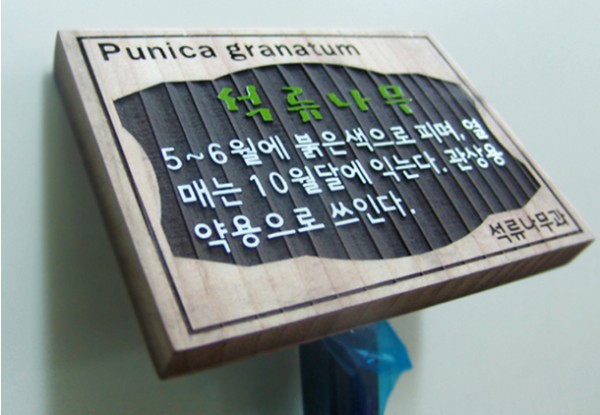 Punica granatum
석류나무
5~6월에 붉은색으로 피며, 열
매는 10월달에 익는다. 관상용
약용으로 쓰인다.
석류나무과